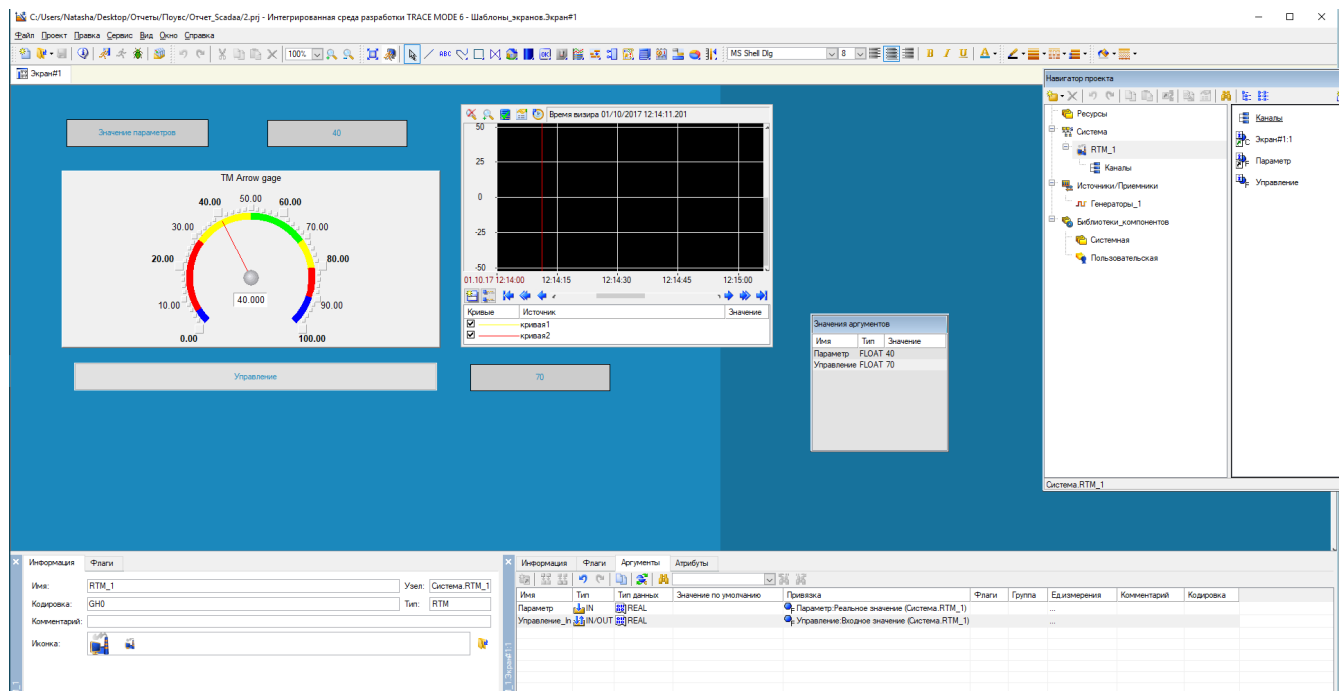 C:/Users/Natasha/Desktop/Отчеты/Поувс/Отчет_Scadaa/2.prj - Интегрированная среда разработки TRACE MODE 6 - Шаблоны_экранов.Экран#1
Файл Проект Правка Сервис Вид Окно Справка
100% ABC OK MS Shell Dlg 8 B I U A
Экран#1
Значение параметров
40
TM Arrow gage
0.00
10.00
20.00
30.00
40.00
50.00
60.00
70.00
80.00
90.00
100.00
40.000
Управление
70
Время визира 01/10/2017 12:14:11.201
50
25
0
-25
-50
01.10.17 12:14:00 12:14:15 12:14:30 12:14:45 12:15:00
Кривые Источник Значение
кривая1
кривая2
Значения аргументов
Имя Тип Значение
Параметр FLOAT 40
Управление FLOAT 70
Навигатор проекта
Ресурсы
Система
RTM_1
Каналы
Источники/Приемники
Генераторы_1
Библиотеки_компонентов
Системная
Пользовательская
Каналы
Экран#1:1
Параметр
Управление
Система.RTM_1
Информация Флаги
Имя: RTM_1 Узел: Система.RTM_1
Кодировка: GH0 Тип: RTM
Комментарий:
Иконка:
Информация Флаги Аргументы Атрибуты
Имя Тип Тип данных Значение по умолчанию Привязка Флаги Группа Ед.измерения Комментарий Кодировка
Параметр IN REAL Параметр:Реальное значение (Система.RTM_1) ...
Управление_In IN/OUT REAL Управление:Входное значение (Система.RTM_1) ...